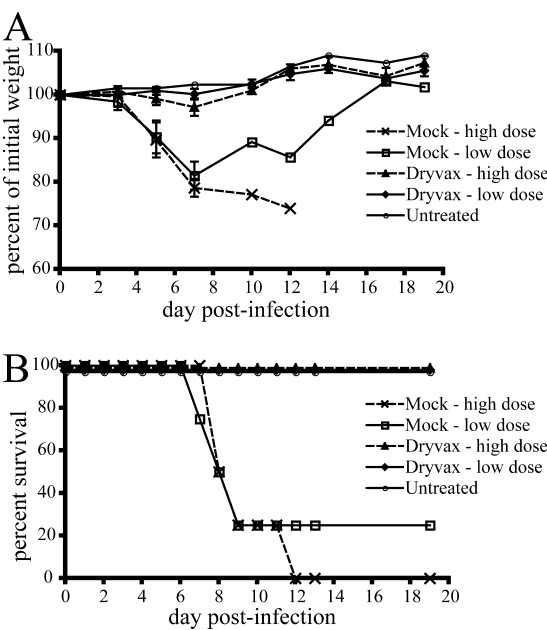 A
percent of initial weight
110
100
90
80
70
60
0 2 4 6 8 10 12 14 16 18 20
day post-infection
Mock - high dose
Mock - low dose
Dryvax - high dose
Dryvax - low dose
Untreated
B
percent survival
100
80
60
40
20
0
0 2 4 6 8 10 12 14 16 18 20
day post-infection
Mock - high dose
Mock - low dose
Dryvax - high dose
Dryvax - low dose
Untreated